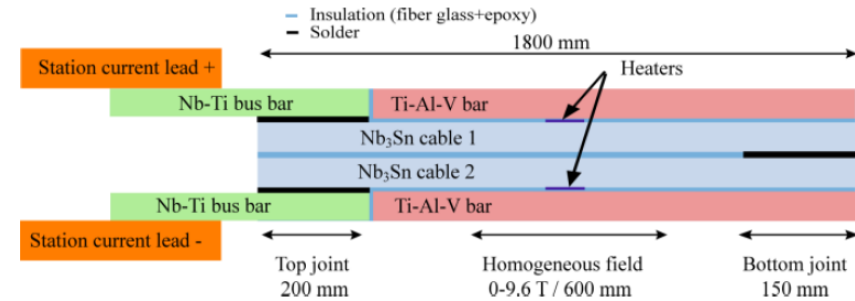 Insulation (fiber glass+epoxy)
Solder
1800 mm
Station current lead +
Heaters
Nb-Ti bus bar
Ti-Al-V bar
Nb₃Sn cable 1
Nb₃Sn cable 2
Nb-Ti bus bar
Ti-Al-V bar
Station current lead -
Top joint
200 mm
Homogeneous field
0-9.6 T / 600 mm
Bottom joint
150 mm